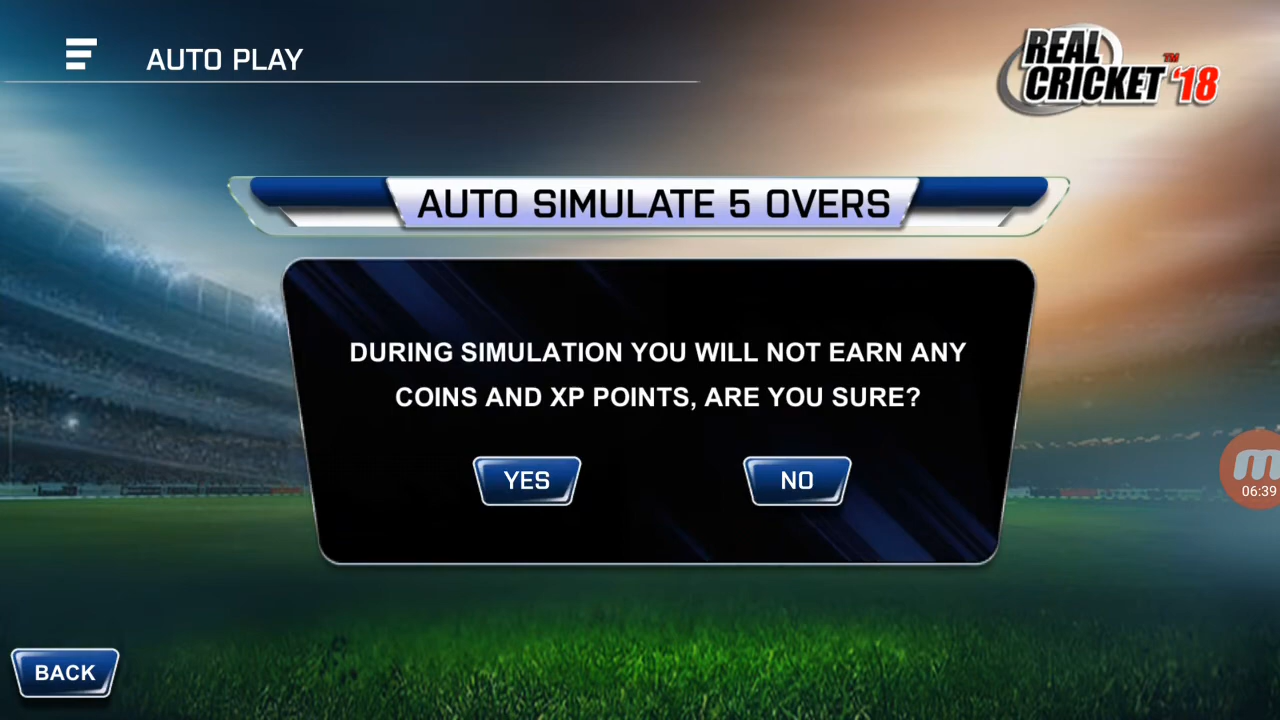 AUTO PLAY
REAL
CRICKET™ '18
AUTO SIMULATE 5 OVERS
DURING SIMULATION YOU WILL NOT EARN ANY
COINS AND XP POINTS, ARE YOU SURE?
YES
NO
06:39
BACK